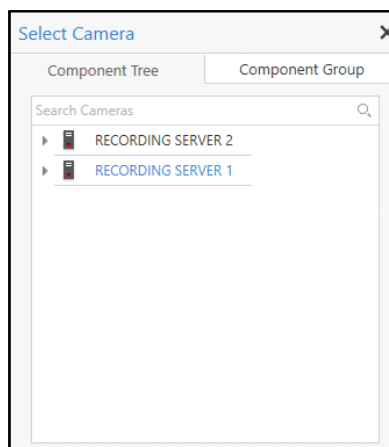 Select Camera
Component Tree
Component Group
Search Cameras
RECORDING SERVER 2
RECORDING SERVER 1